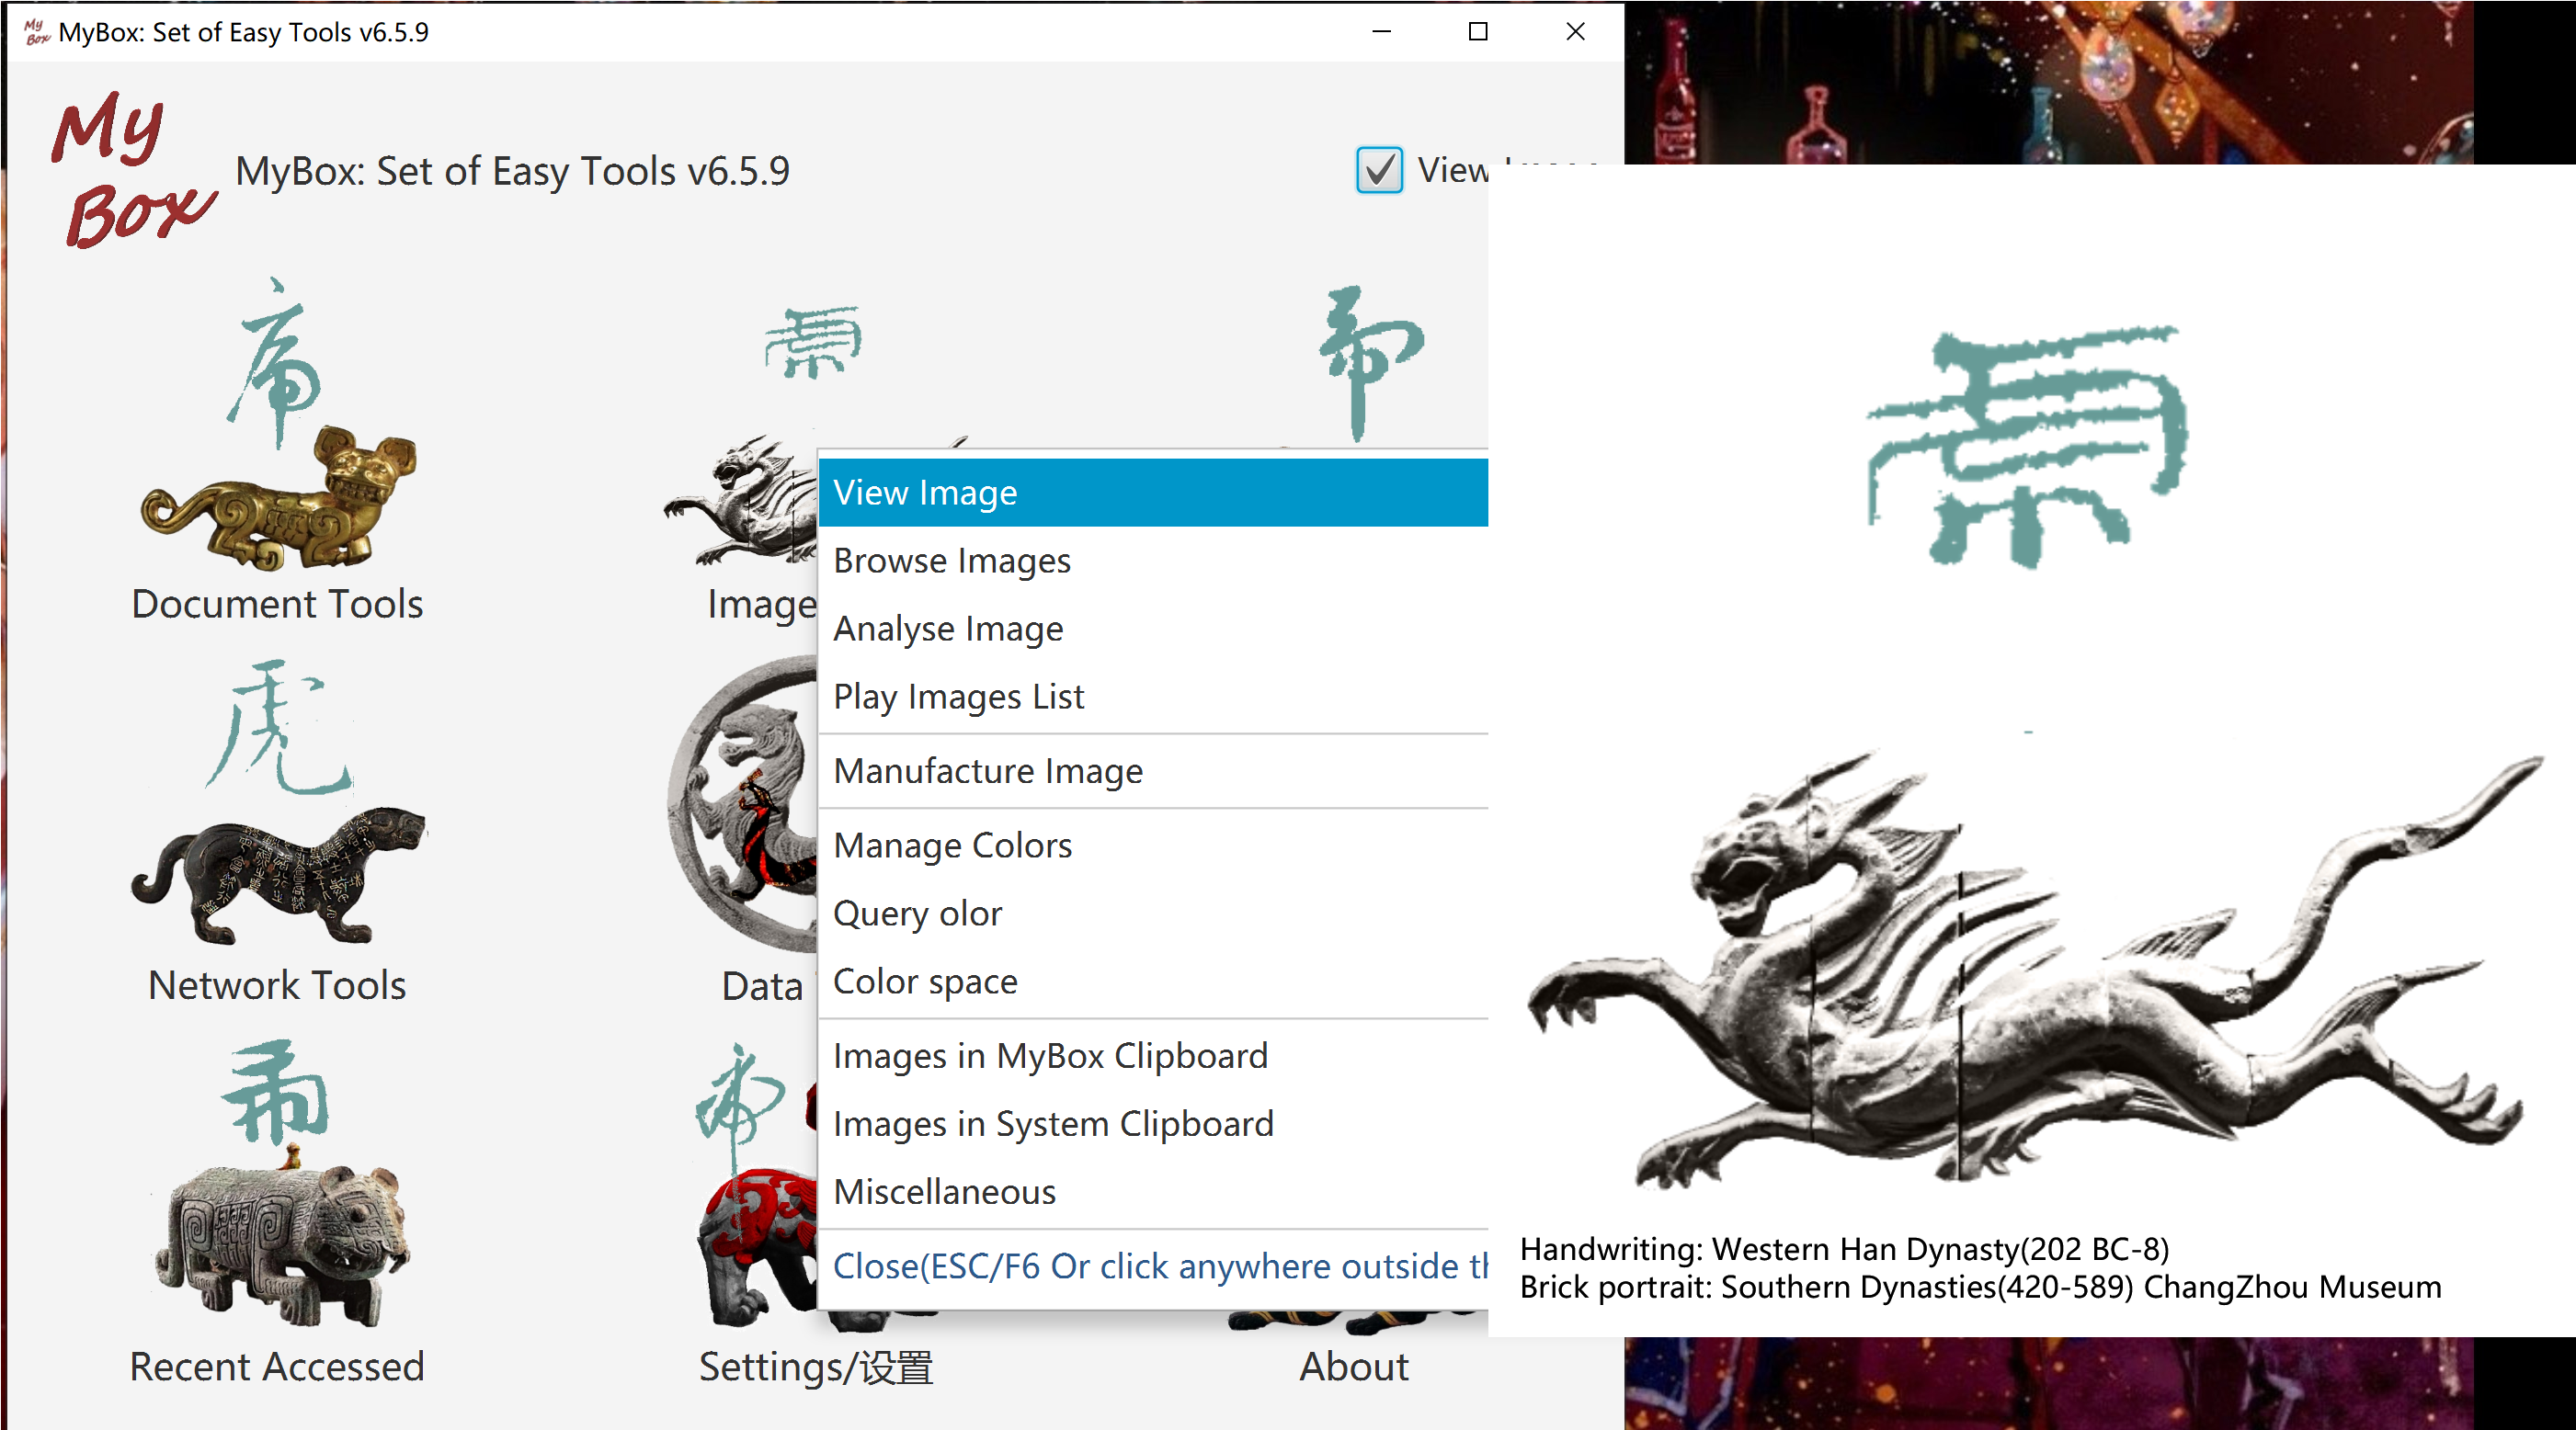 MyBox: Set of Easy Tools v6.5.9
My
Box
MyBox: Set of Easy Tools v6.5.9
View
Document Tools
Image
虎
Network Tools
Data
Recent Accessed
Settings/设置
About
View Image
Browse Images
Analyse Image
Play Images List
Manufacture Image
Manage Colors
Query olor
Color space
Images in MyBox Clipboard
Images in System Clipboard
Miscellaneous
Close(ESC/F6 Or click anywhere outside
Handwriting: Western Han Dynasty(202 BC-8)
Brick portrait: Southern Dynasties(420-589) ChangZhou Museum